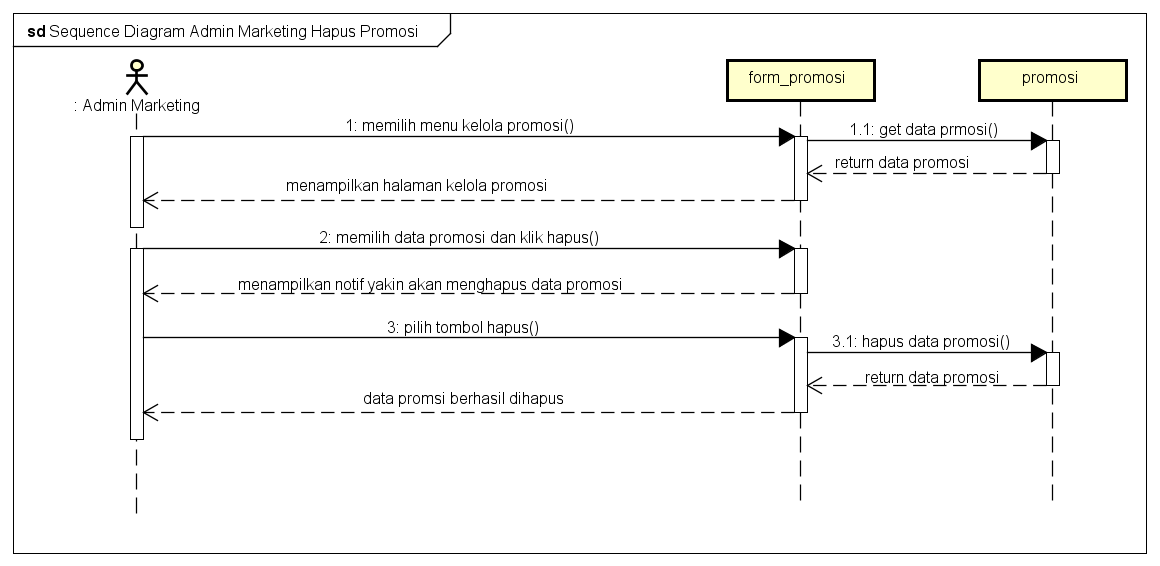 sd Sequence Diagram Admin Marketing Hapus Promosi
: Admin Marketing
form_promosi
promosi
1: memilih menu kelola promosi()
1.1: get data prmosi()
return data promosi
menampilkan halaman kelola promosi
2: memilih data promosi dan klik hapus()
menampilkan notif yakin akan menghapus data promosi
3: pilih tombol hapus()
3.1: hapus data promosi()
return data promosi
data promsi berhasil dihapus